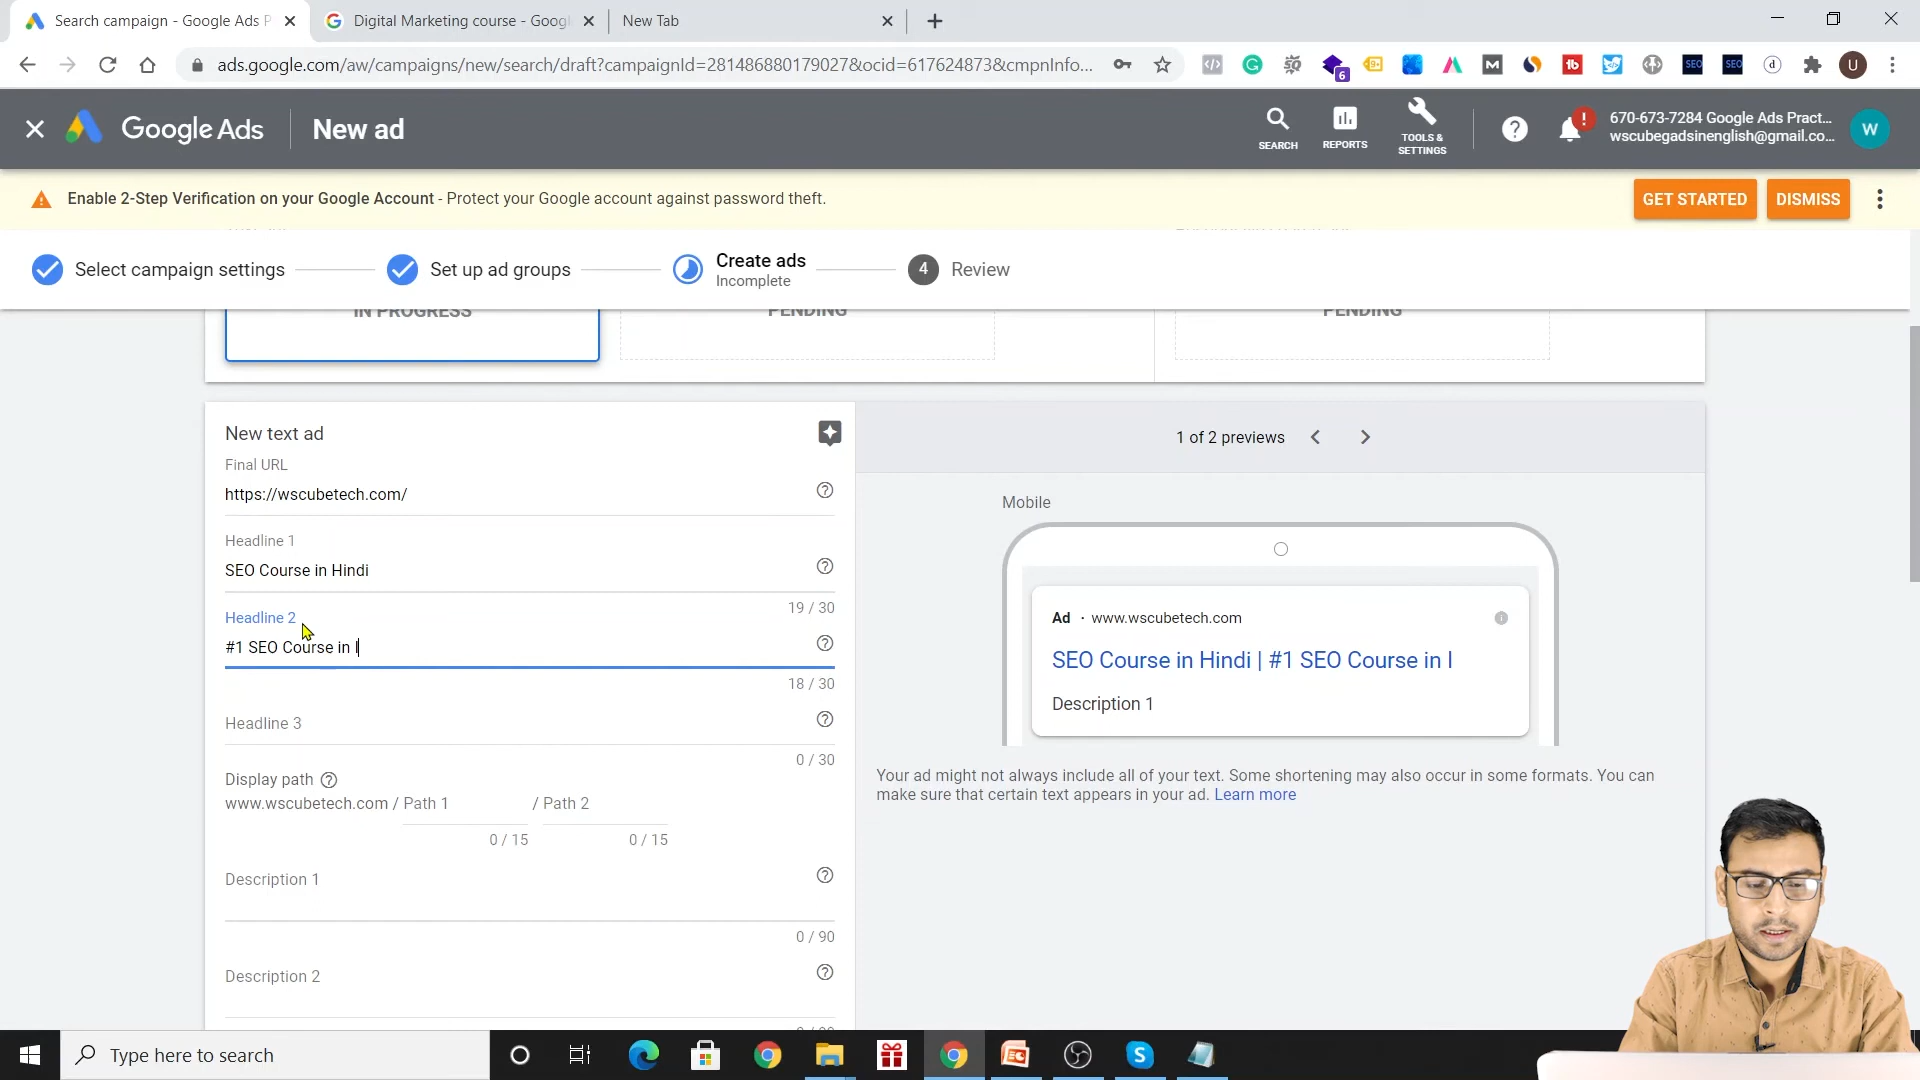 Search campaign - Google Ads P
Digital Marketing course - Googl
New Tab
ads.google.com/aw/campaigns/new/search/draft?campaignId=281486880179027&ocid=617624873&cmpnInfo...
6
9+
M
SEO
SEO
U
Google Ads
New ad
SEARCH
REPORTS
TOOLS &
SETTINGS
?
!
670-673-7284 Google Ads Pract...
wscubegadsinenglish@gmail.co...
W
Enable 2-Step Verification on your Google Account - Protect your Google account against password theft.
GET STARTED
DISMISS
Select campaign settings
Set up ad groups
Create ads
Incomplete
4
Review
IN PROGRESS
PENDING
PENDING
New text ad
Final URL
https://wscubetech.com/
Headline 1
SEO Course in Hindi
19 / 30
Headline 2
#1 SEO Course in I
18 / 30
Headline 3
0 / 30
Display path
www.wscubetech.com / Path 1 / Path 2
0 / 15
0 / 15
Description 1
0 / 90
Description 2
1 of 2 previews
Mobile
Ad · www.wscubetech.com
SEO Course in Hindi | #1 SEO Course in I
Description 1
Your ad might not always include all of your text. Some shortening may also occur in some formats. You can
make sure that certain text appears in your ad. Learn more
Type here to search